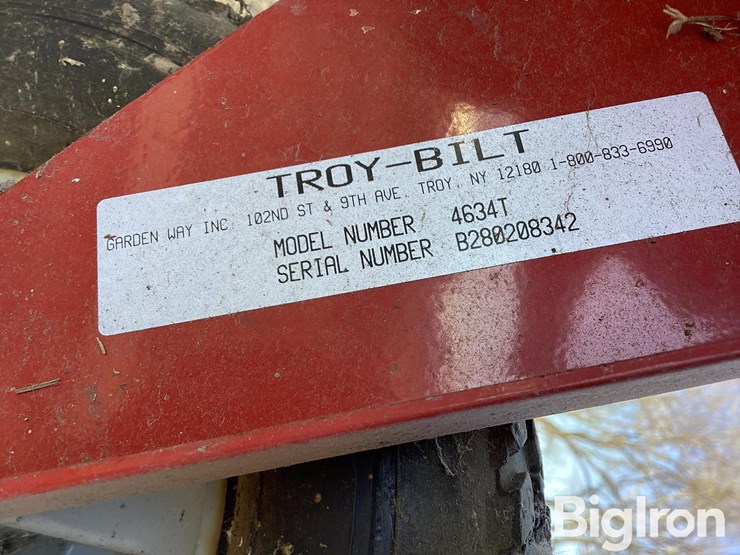 TROY-BILT
GARDEN WAY INC 102ND ST & 9TH AVE. TROY, NY 12180 1-800-833-6990
MODEL NUMBER 4634T
SERIAL NUMBER B280208342
BigIron